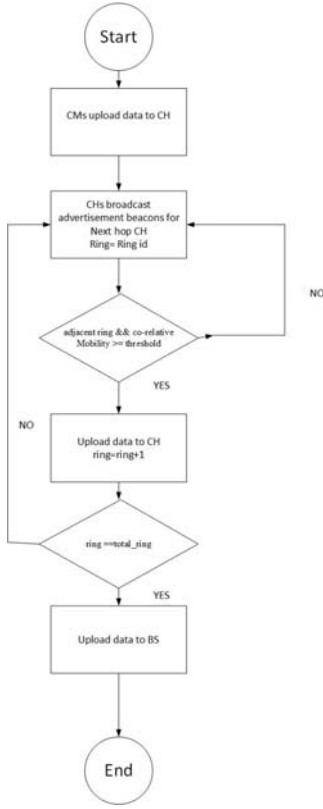 Start
CMs upload data to CH
CHs broadcast
advertisement beacons for
Next hop CH
Ring= Ring id
NO
adjacent ring && co-relative
Mobility >= threshold
YES
NO
Upload data to CH
ring=ring+1
ring ==total_ring
YES
Upload data to BS
End